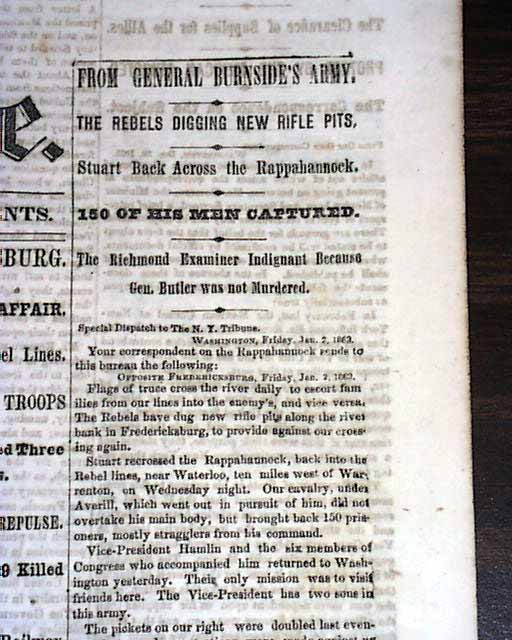 e.
ENTS.
BURG.
AFFAIR.
el Lines.
TROOPS
ed Three
s.
REPULSE.
9 Killed
Railway
FROM GENERAL BURNSIDE'S ARMY.
THE REBELS DIGGING NEW RIFLE PITS,
Stuart Back Across the Rappahannock.
150 OF HIS MEN CAPTURED.
The Richmond Examiner Indignant Because
Gen. Butler was not Murdered.
Special Dispatch to The N. Y. Tribune.
WASHINGTON, Friday, Jan. 2, 1863.
Your correspondent on the Rappahannock sends to
this bureau the following:
OPPOSITE FREDERICKSBURG, Friday, Jan. 2, 1863.
Flags of truce cross the river daily to escort fam
ilies from our lines into the enemy's, and vice versa.
The Rebels have dug new rifle pits along the river
bank in Fredericksburg, to provide against our cross-
ing again.
Stuart recrossed the Rappahannock, back into the
Rebel lines, near Waterloo, ten miles west of War-
renton, on Wednesday night. Our cavalry, under
Averill, which went out in pursuit of him, did not
overtake his main body, but brought back 150 pris-
oners, mostly stragglers from his command.
Vice-President Hamlin and the six members of
Congress who accompanied him returned to Wash-
ington yesterday. Their only mission was to visit
friends here. The Vice-President has two sons in
this army.
The pickets on our right were doubled last even-